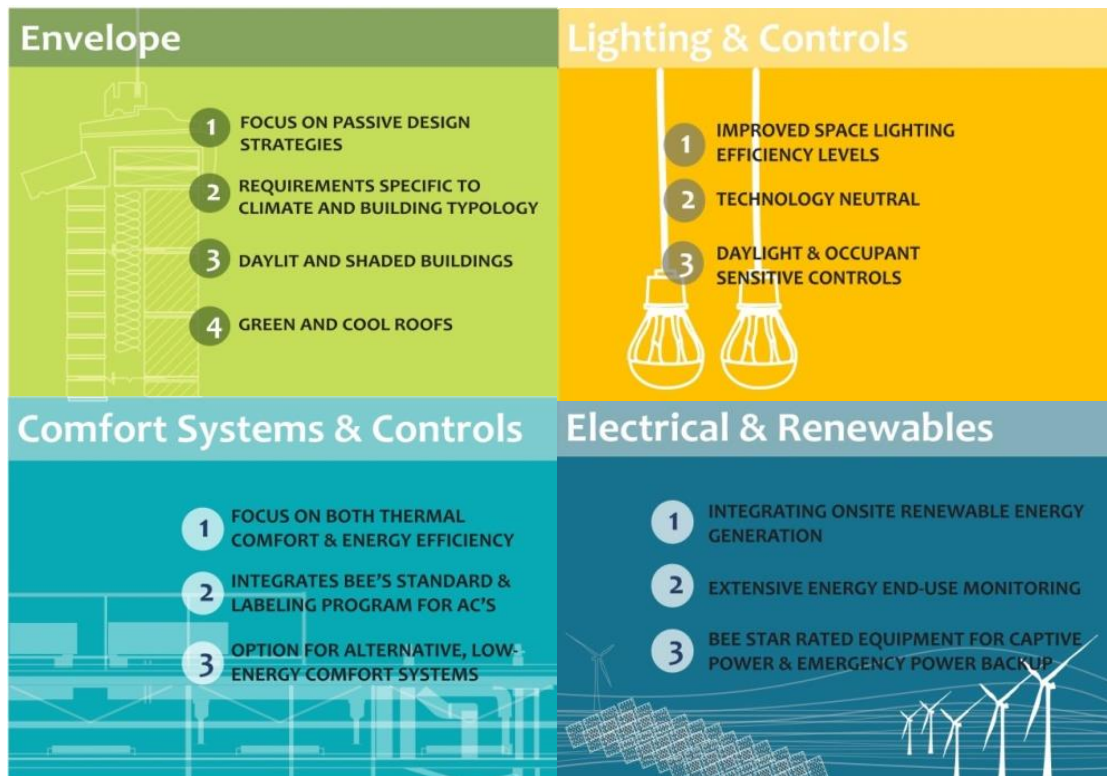 Envelope
1 FOCUS ON PASSIVE DESIGN
STRATEGIES
2 REQUIREMENTS SPECIFIC TO
CLIMATE AND BUILDING TYPOLOGY
3 DAYLIT AND SHADED BUILDINGS
4 GREEN AND COOL ROOFS
Lighting & Controls
1 IMPROVED SPACE LIGHTING
EFFICIENCY LEVELS
2 TECHNOLOGY NEUTRAL
3 DAYLIGHT & OCCUPANT
SENSITIVE CONTROLS
Comfort Systems & Controls
1 FOCUS ON BOTH THERMAL
COMFORT & ENERGY EFFICIENCY
2 INTEGRATES BEE'S STANDARD &
LABELING PROGRAM FOR AC'S
3 OPTION FOR ALTERNATIVE, LOW-
ENERGY COMFORT SYSTEMS
Electrical & Renewables
1 INTEGRATING ONSITE RENEWABLE ENERGY
GENERATION
2 EXTENSIVE ENERGY END-USE MONITORING
3 BEE STAR RATED EQUIPMENT FOR CAPTIVE
POWER & EMERGENCY POWER BACKUP